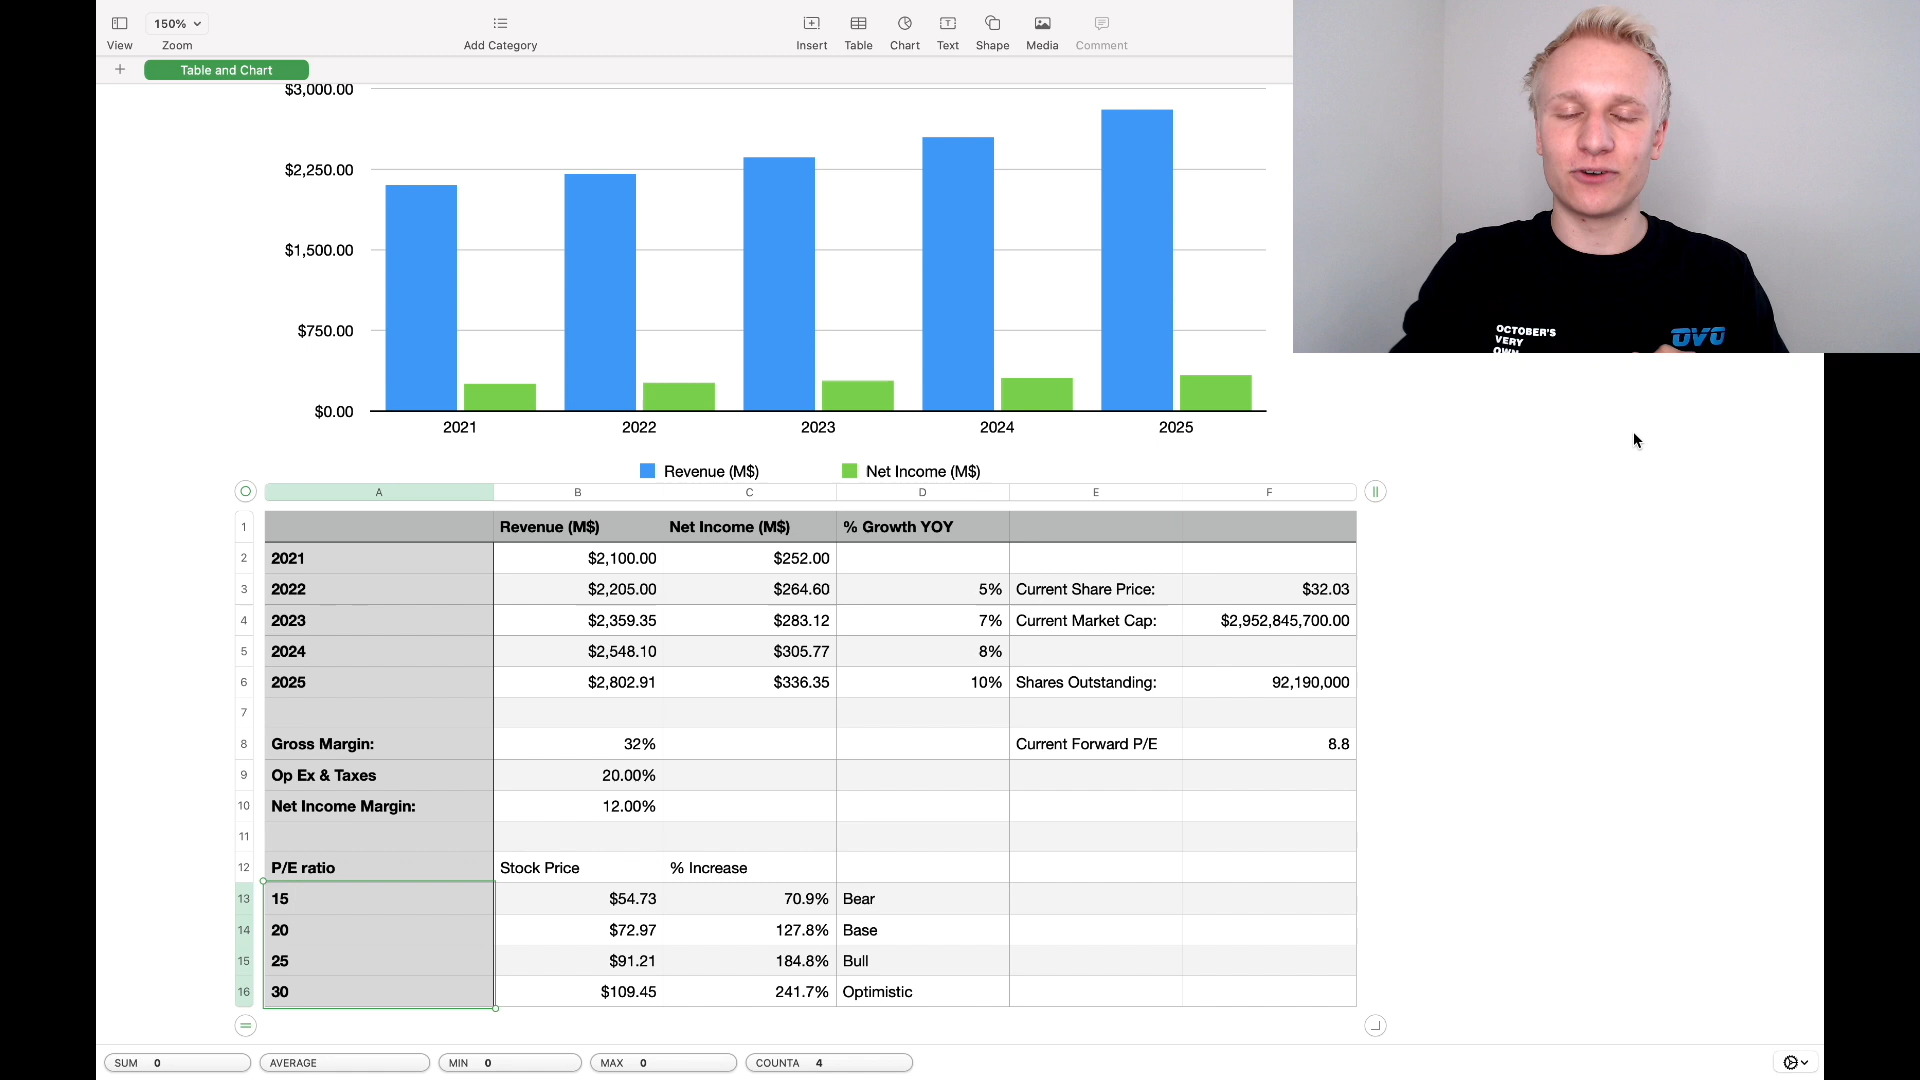 150%
View
Zoom
Add Category
Insert
Table
Chart
Text
Shape
Media
Comment
Table and Chart
$3,000.00
$2,250.00
$1,500.00
$750.00
$0.00
2021 2022 2023 2024 2025
Revenue (M$) Net Income (M$)
A B C D E F
1 Revenue (M$) Net Income (M$) % Growth YOY
2 2021 $2,100.00 $252.00
3 2022 $2,205.00 $264.60 5% Current Share Price: $32.03
4 2023 $2,359.35 $283.12 7% Current Market Cap: $2,952,845,700.00
5 2024 $2,548.10 $305.77 8%
6 2025 $2,802.91 $336.35 10% Shares Outstanding: 92,190,000
7
8 Gross Margin: 32% Current Forward P/E 8.8
9 Op Ex & Taxes 20.00%
10 Net Income Margin: 12.00%
11
12 P/E ratio Stock Price % Increase
13 15 $54.73 70.9% Bear
14 20 $72.97 127.8% Base
15 25 $91.21 184.8% Bull
16 30 $109.45 241.7% Optimistic
SUM 0 AVERAGE MIN 0 MAX 0 COUNTA 4
OCTOBER'S
VERY
OWN
OVO